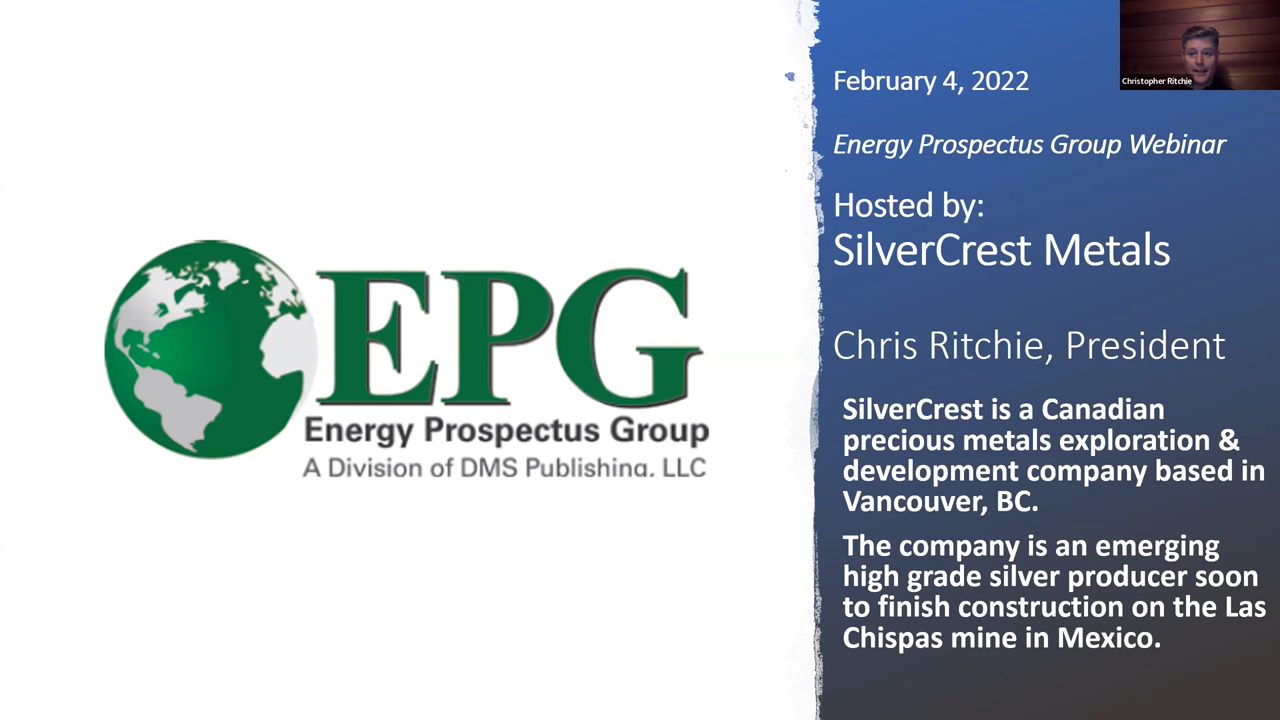 February 4, 2022
Christopher Ritchie
Energy Prospectus Group Webinar
Hosted by:
SilverCrest Metals
Chris Ritchie, President
SilverCrest is a Canadian
precious metals exploration &
development company based in
Vancouver, BC.
The company is an emerging
high grade silver producer soon
to finish construction on the Las
Chispas mine in Mexico.
EPG
Energy Prospectus Group
A Division of DMS Publishing, LLC